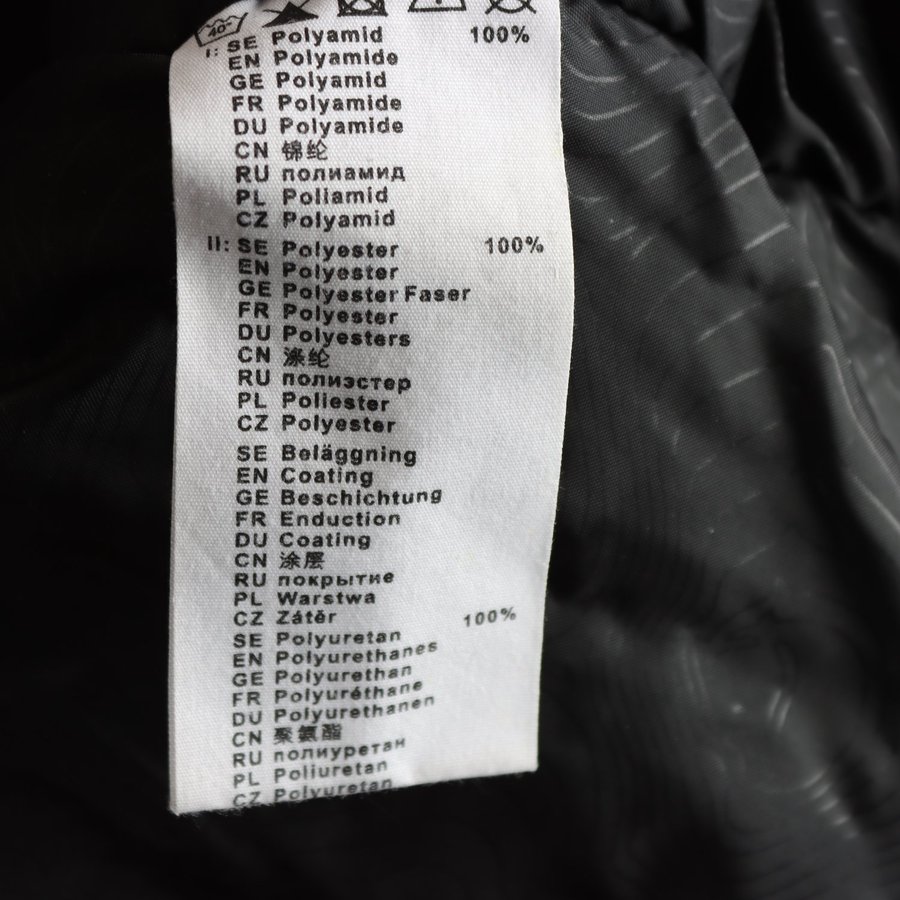 40°
I: SE Polyamid 100%
EN Polyamide
GE Polyamid
FR Polyamide
DU Polyamide
CN 锦纶
RU полиамид
PL Poliamid
CZ Polyamid
II: SE Polyester 100%
EN Polyester
GE Polyester Faser
FR Polyester
DU Polyesters
CN 涤纶
RU полиэстер
PL Poliester
CZ Polyester
SE Beläggning
EN Coating
GE Beschichtung
FR Enduction
DU Coating
CN 涂层
RU покрытие
PL Warstwa
CZ Zátěr 100%
SE Polyuretan
EN Polyurethanes
GE Polyurethan
FR Polyuréthane
DU Polyurethanen
CN 聚氨酯
RU полиуретан
PL Poliuretan
CZ Polyuretan